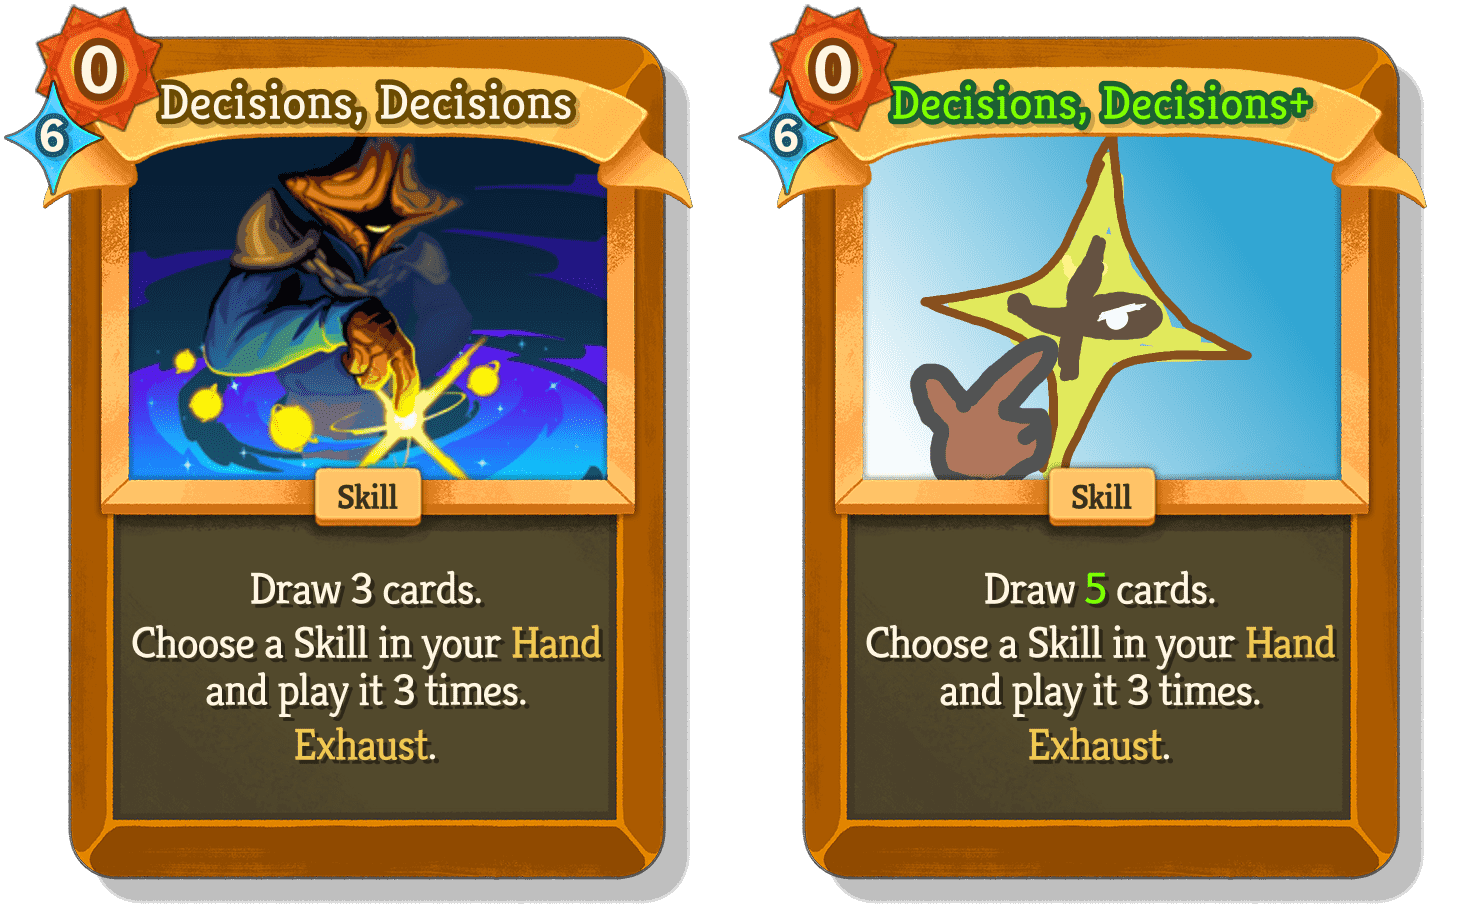 0
6
Decisions, Decisions
Skill
Draw 3 cards.
Choose a Skill in your Hand
and play it 3 times.
Exhaust.
0
6
Decisions, Decisions+
Skill
Draw 5 cards.
Choose a Skill in your Hand
and play it 3 times.
Exhaust.